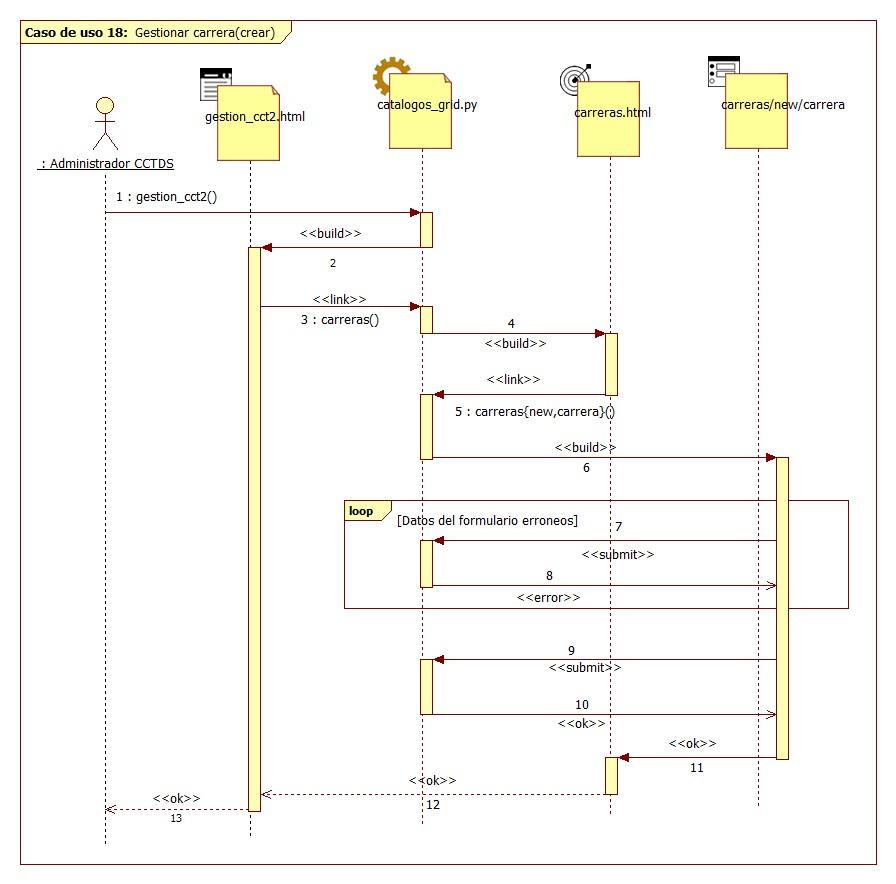 Caso de uso 18: Gestionar carrera(crear)
gestion_cct2.html
catalogos_grid.py
carreras.html
carreras/new/carrera
: Administrador CCTDS
1 : gestion_cct2()
<<build>>
2
<<link>>
3 : carreras()
4
<<build>>
<<link>>
5 : carreras{new,carrera}()
<<build>>
6
loop
[Datos del formulario erroneos]
7
<<submit>>
8
<<error>>
9
<<submit>>
10
<<ok>>
<<ok>>
11
<<ok>>
12
<<ok>>
13